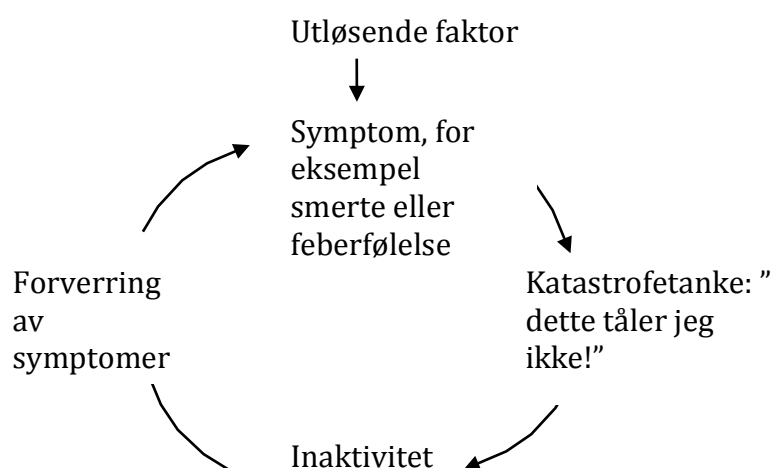 Utløsende faktor
Symptom, for
eksempel
smerte eller
feberfølelse
Katastrofetanke: ”
dette tåler jeg
ikke!”
Inaktivitet
Forverring
av
symptomer